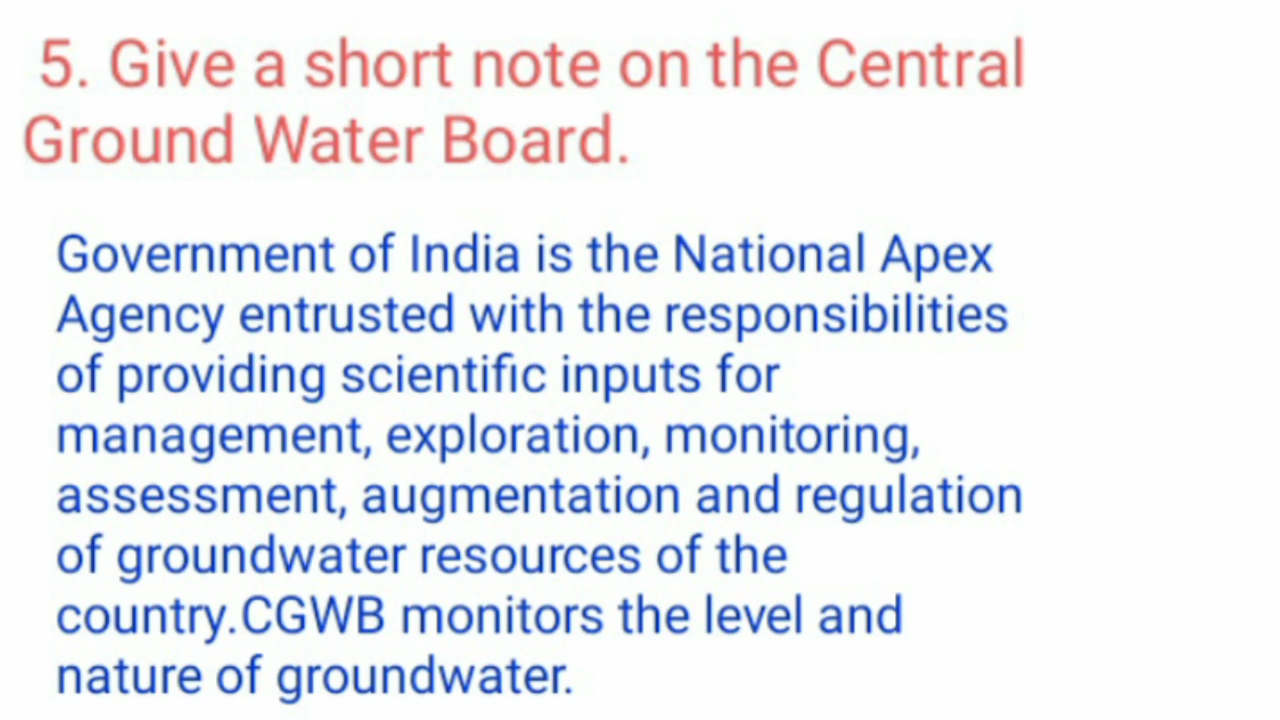 5. Give a short note on the Central
Ground Water Board.
Government of India is the National Apex
Agency entrusted with the responsibilities
of providing scientific inputs for
management, exploration, monitoring,
assessment, augmentation and regulation
of groundwater resources of the
country.CGWB monitors the level and
nature of groundwater.